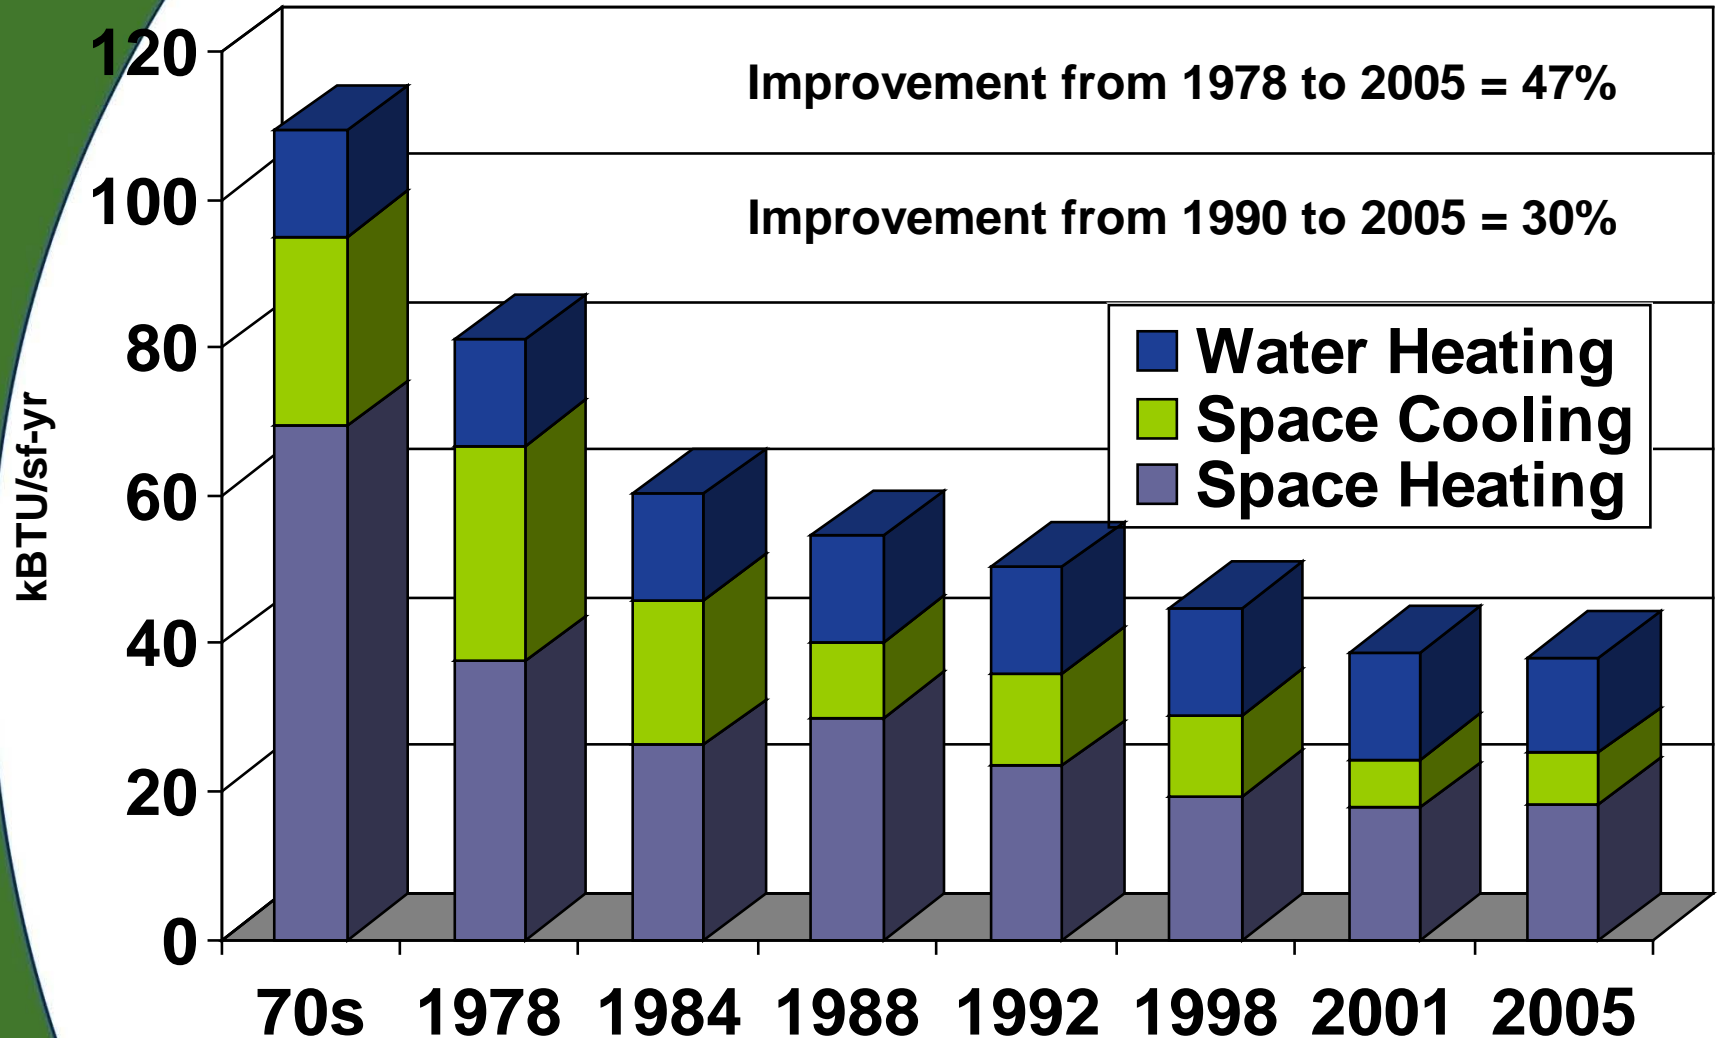 120
100
80
60
40
20
0
kBTU/sf-yr
Improvement from 1978 to 2005 = 47%
Improvement from 1990 to 2005 = 30%
Water Heating
Space Cooling
Space Heating
70s 1978 1984 1988 1992 1998 2001 2005